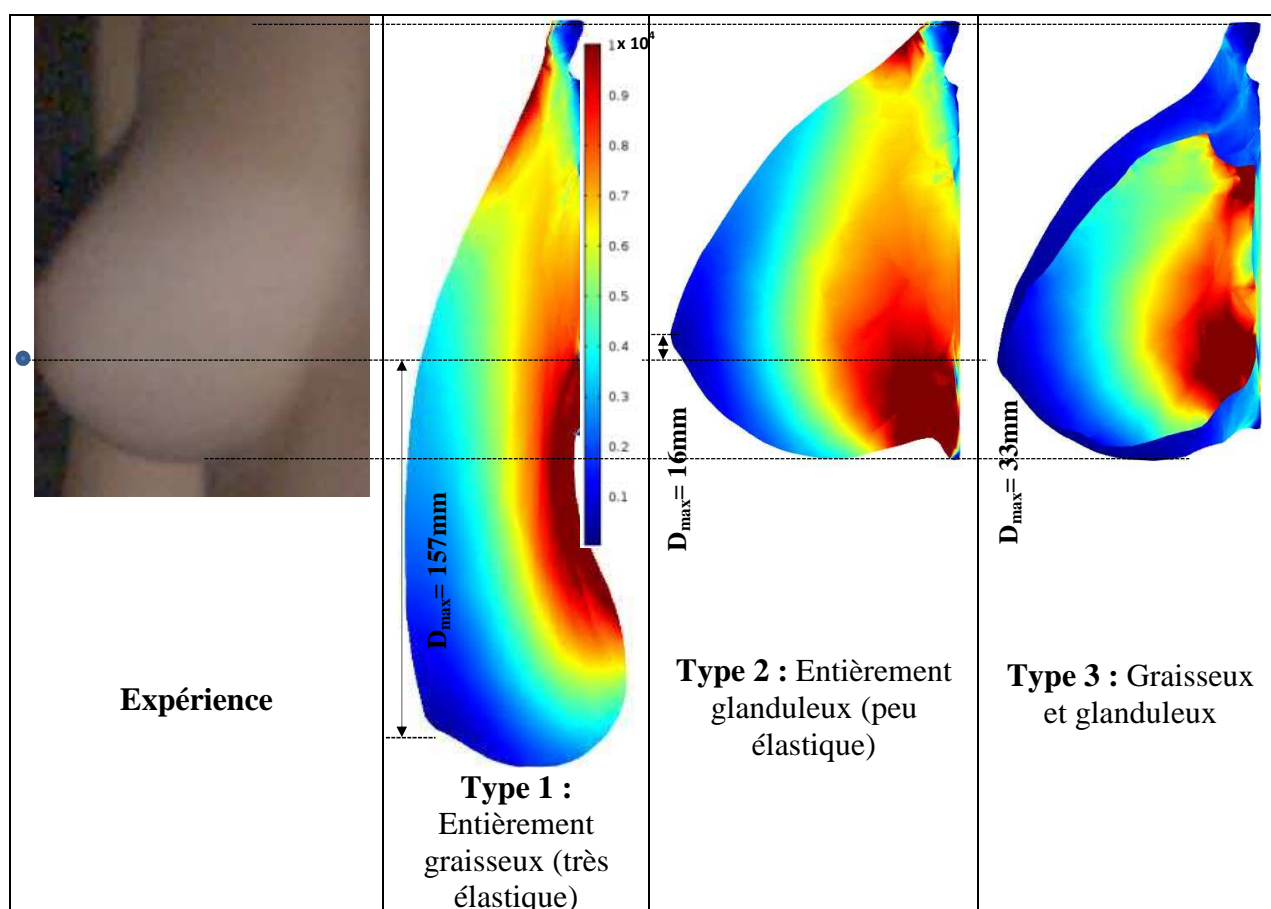 1 x 10⁴
0.9
0.8
0.7
0.6
0.5
0.4
0.3
0.2
0.1
Dmax= 157mm
Dmax= 16mm
Dmax= 33mm
Expérience
Type 1 :
Entièrement
graisseux (très
élastique)
Type 2 : Entièrement
glanduleux (peu
élastique)
Type 3 : Graisseux
et glanduleux